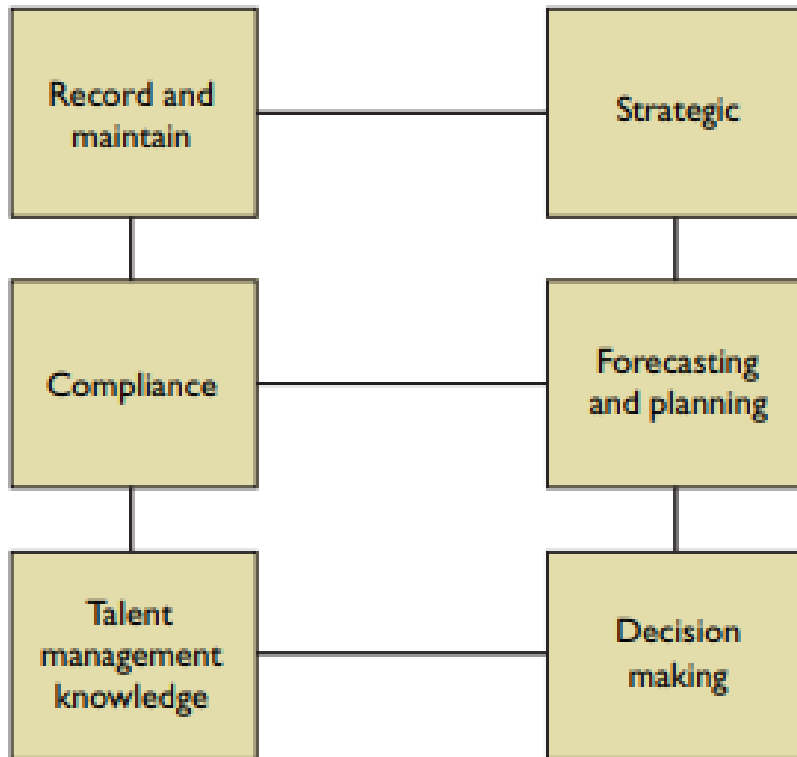 Record and
maintain
Strategic
Compliance
Forecasting
and planning
Talent
management
knowledge
Decision
making